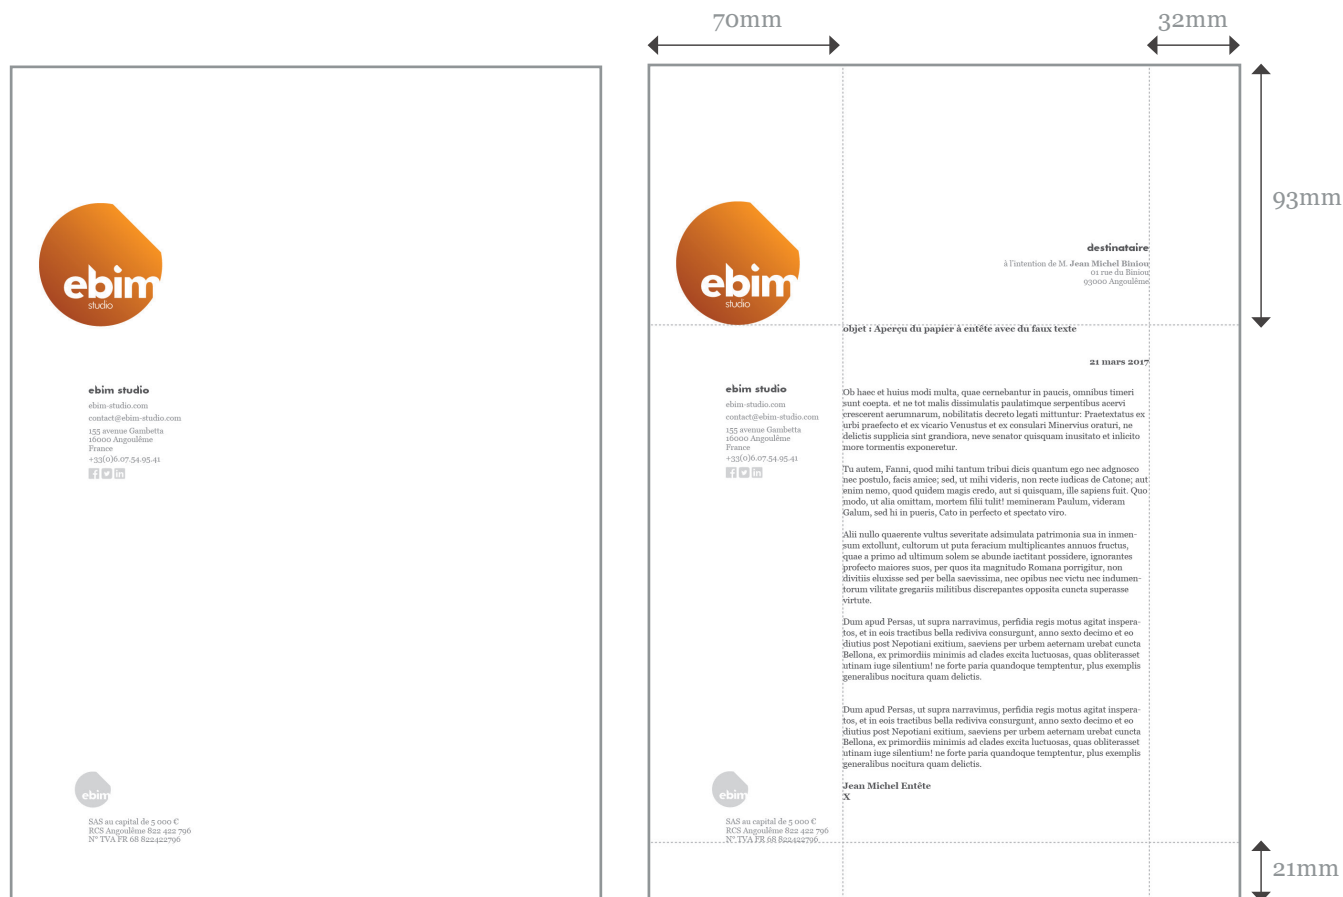 ebim
studio
ebim studio
ebim-studio.com
contact@ebim-studio.com
155 avenue Gambetta
16000 Angoulême
France
+33(0)6.07.54.95.41
f in
ebim
SAS au capital de 5 000 €
RCS Angoulême 822 422 796
N° TVA FR 68 822422796
70mm
32mm
93mm
21mm
ebim
studio
destinataire
à l'intention de M. Jean Michel Biniou
01 rue du Biniou
93000 Angoulême
objet : Aperçu du papier à entête avec du faux texte
21 mars 2017
ebim studio
ebim-studio.com
contact@ebim-studio.com
155 avenue Gambetta
16000 Angoulême
France
+33(0)6.07.54.95.41
f in
Ob haec et huius modi multa, quae cernebantur in paucis, omnibus timeri
sunt coepta. et ne tot malis dissimulatis paulatimque serpentibus acervi
crescerent aerumnarum, nobilitatis decreto legati mittuntur: Praetextatus ex
urbi praefecto et ex vicario Venustus et ex consulari Minervius oraturi, ne
delictis supplicia sint grandiora, neve senator quisquam inusitato et inlicito
more tormentis exponeretur.
Tu autem, Fanni, quod mihi tantum tribui dicis quantum ego nec adgnosco
nec postulo, facis amice; sed, ut mihi videris, non recte iudicas de Catone; aut
enim nemo, quod quidem magis credo, aut si quisquam, ille sapiens fuit. Quo
modo, ut alia omittam, mortem filii tulit! memineram Paulum, videram
Galum, sed hi in pueris, Cato in perfecto et spectato viro.
Alii nullo quaerente vultus severitate adsimulata patrimonia sua in inmen-
sum extollunt, cultorum ut puta feracium multiplicantes annuos fructus,
quae a primo ad ultimum solem se abunde iactitant possidere, ignorantes
profecto maiores suos, per quos ita magnitudo Romana porrigitur, non
divitiis eluxisse sed per bella saevissima, nec opibus nec victu nec indumen-
torum vilitate gregariis militibus discrepantes opposita cuncta superasse
virtute.
Dum apud Persas, ut supra narravimus, perfidia regis motus agitat inspera-
tos, et in eois tractibus bella rediviva consurgunt, anno sexto decimo et eo
diutius post Nepotiani exitium, saeviens per urbem aeternam urebat cuncta
Bellona, ex primordiis minimis ad clades excita luctuosas, quas obliterasset
utinam iuge silentium! ne forte paria quandoque temptentur, plus exemplis
generalibus nocitura quam delictis.
Dum apud Persas, ut supra narravimus, perfidia regis motus agitat inspera-
tos, et in eois tractibus bella rediviva consurgunt, anno sexto decimo et eo
diutius post Nepotiani exitium, saeviens per urbem aeternam urebat cuncta
Bellona, ex primordiis minimis ad clades excita luctuosas, quas obliterasset
utinam iuge silentium! ne forte paria quandoque temptentur, plus exemplis
generalibus nocitura quam delictis.
Jean Michel Entête
X
ebim
SAS au capital de 5 000 €
RCS Angoulême 822 422 796
N° TVA FR 68 822422796